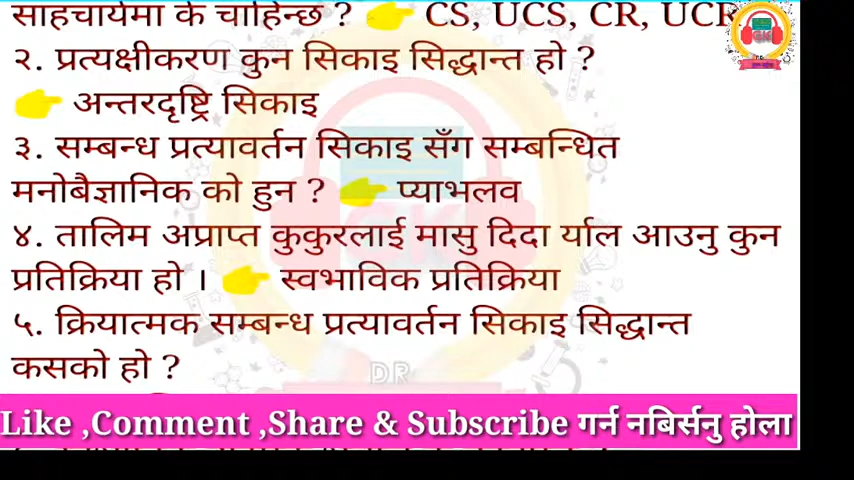 साहचार्यमा के चाहिन्छ ? 👉 CS, UCS, CR, UCR
२. प्रत्यक्षीकरण कुन सिकाइ सिद्धान्त हो ?
👉 अन्तरदृष्ट्रि सिकाइ
३. सम्बन्ध प्रत्यावर्तन सिकाइ सँग सम्बन्धित
मनोबैज्ञानिक को हुन ? 👉 प्याभलव
४. तालिम अप्राप्त कुकुरलाई मासु दिदा र्याल आउनु कुन
प्रतिक्रिया हो । 👉 स्वभाविक प्रतिक्रिया
५. क्रियात्मक सम्बन्ध प्रत्यावर्तन सिकाइ सिद्धान्त
कसको हो ?
DR
Like ,Comment ,Share & Subscribe गर्न नबिर्सनु होला